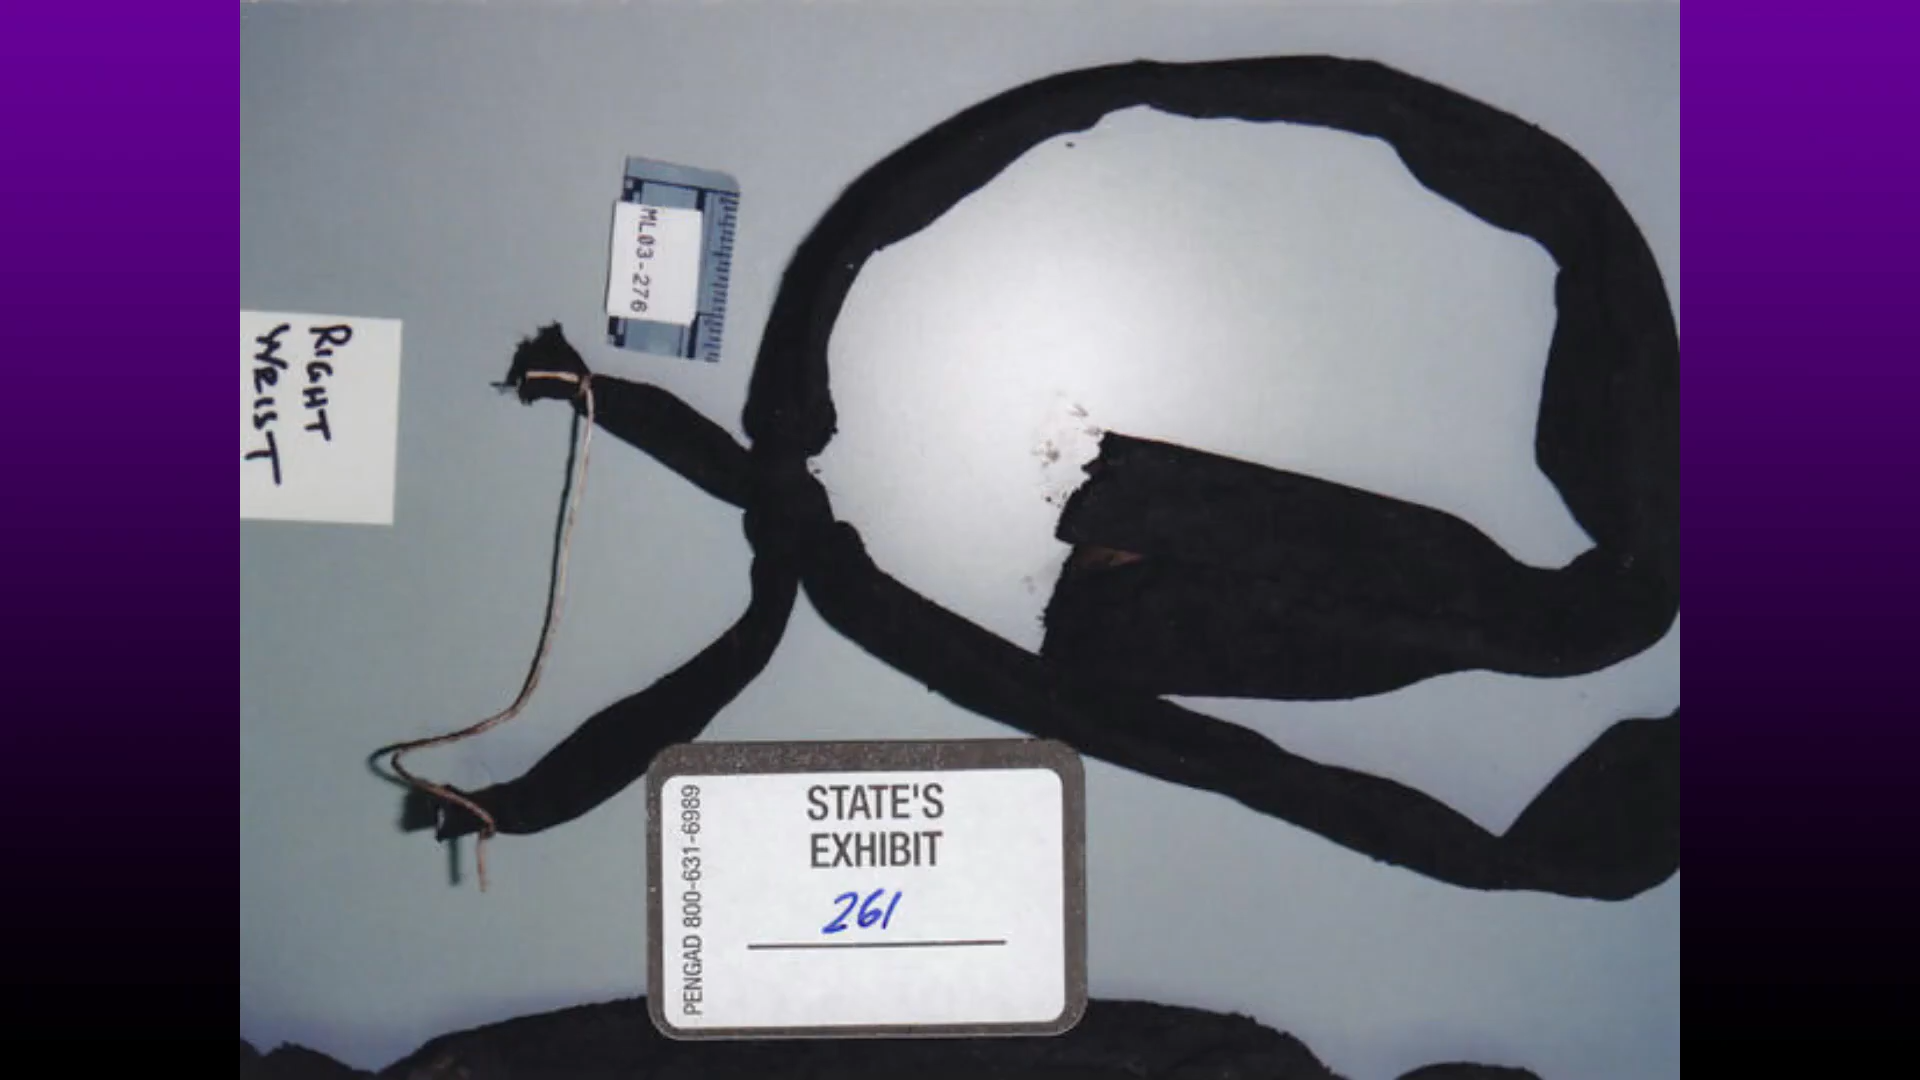 ML03-276
RIGHT
WRIST
STATE'S
EXHIBIT
261
PENGAD 800-631-6989